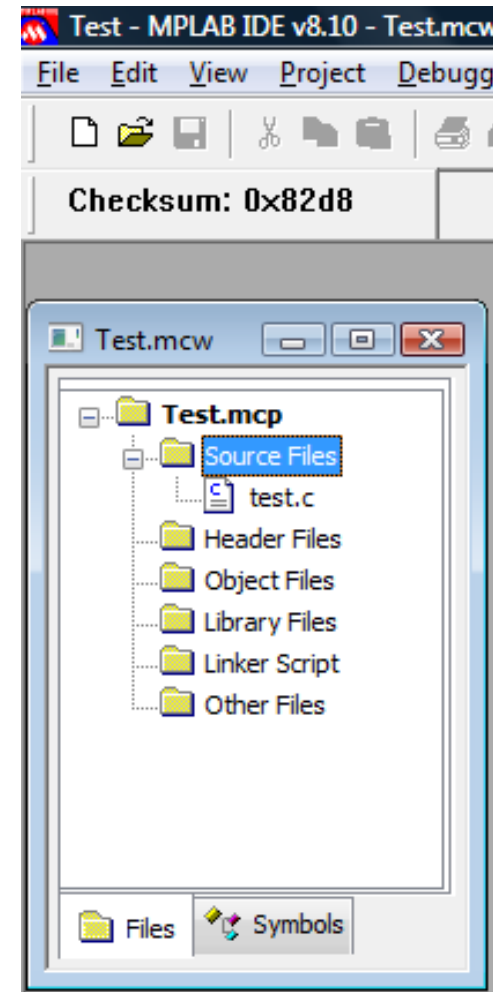 Test - MPLAB IDE v8.10 - Test.mcw
File Edit View Project Debugg
Checksum: 0x82d8
Test.mcw
Test.mcp
Source Files
test.c
Header Files
Object Files
Library Files
Linker Script
Other Files
Files Symbols